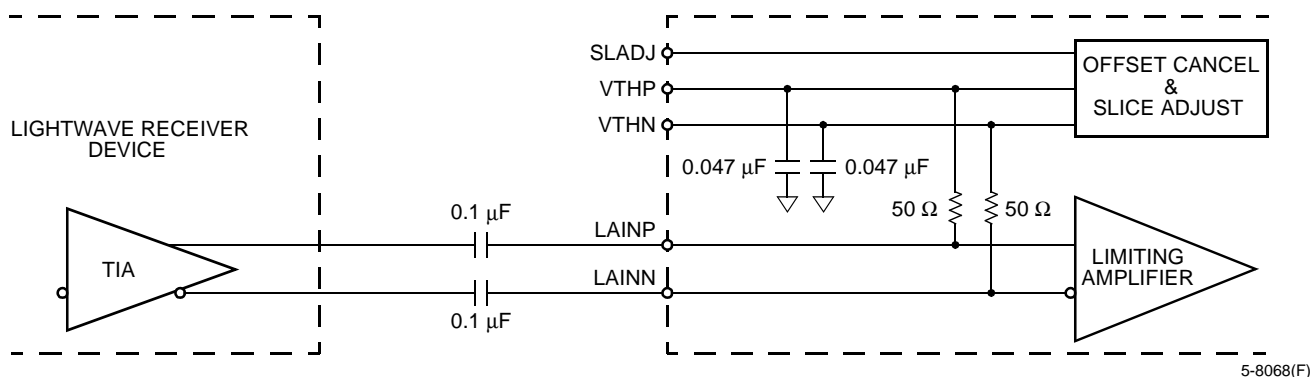 SLADJ
VTHP
VTHN
OFFSET CANCEL
&
SLICE ADJUST
LIGHTWAVE RECEIVER
DEVICE
0.047 µF
0.047 µF
50 Ω
50 Ω
0.1 µF
LAINP
TIA
LAINN
LIMITING
AMPLIFIER
0.1 µF
5-8068(F)